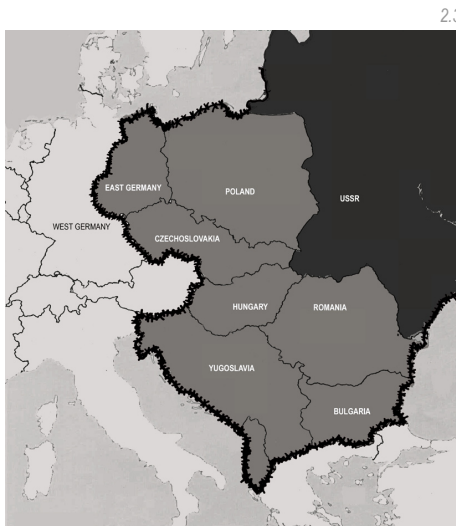 2.3
EAST GERMANY
POLAND
USSR
WEST GERMANY
CZECHOSLOVAKIA
HUNGARY
ROMANIA
YUGOSLAVIA
BULGARIA